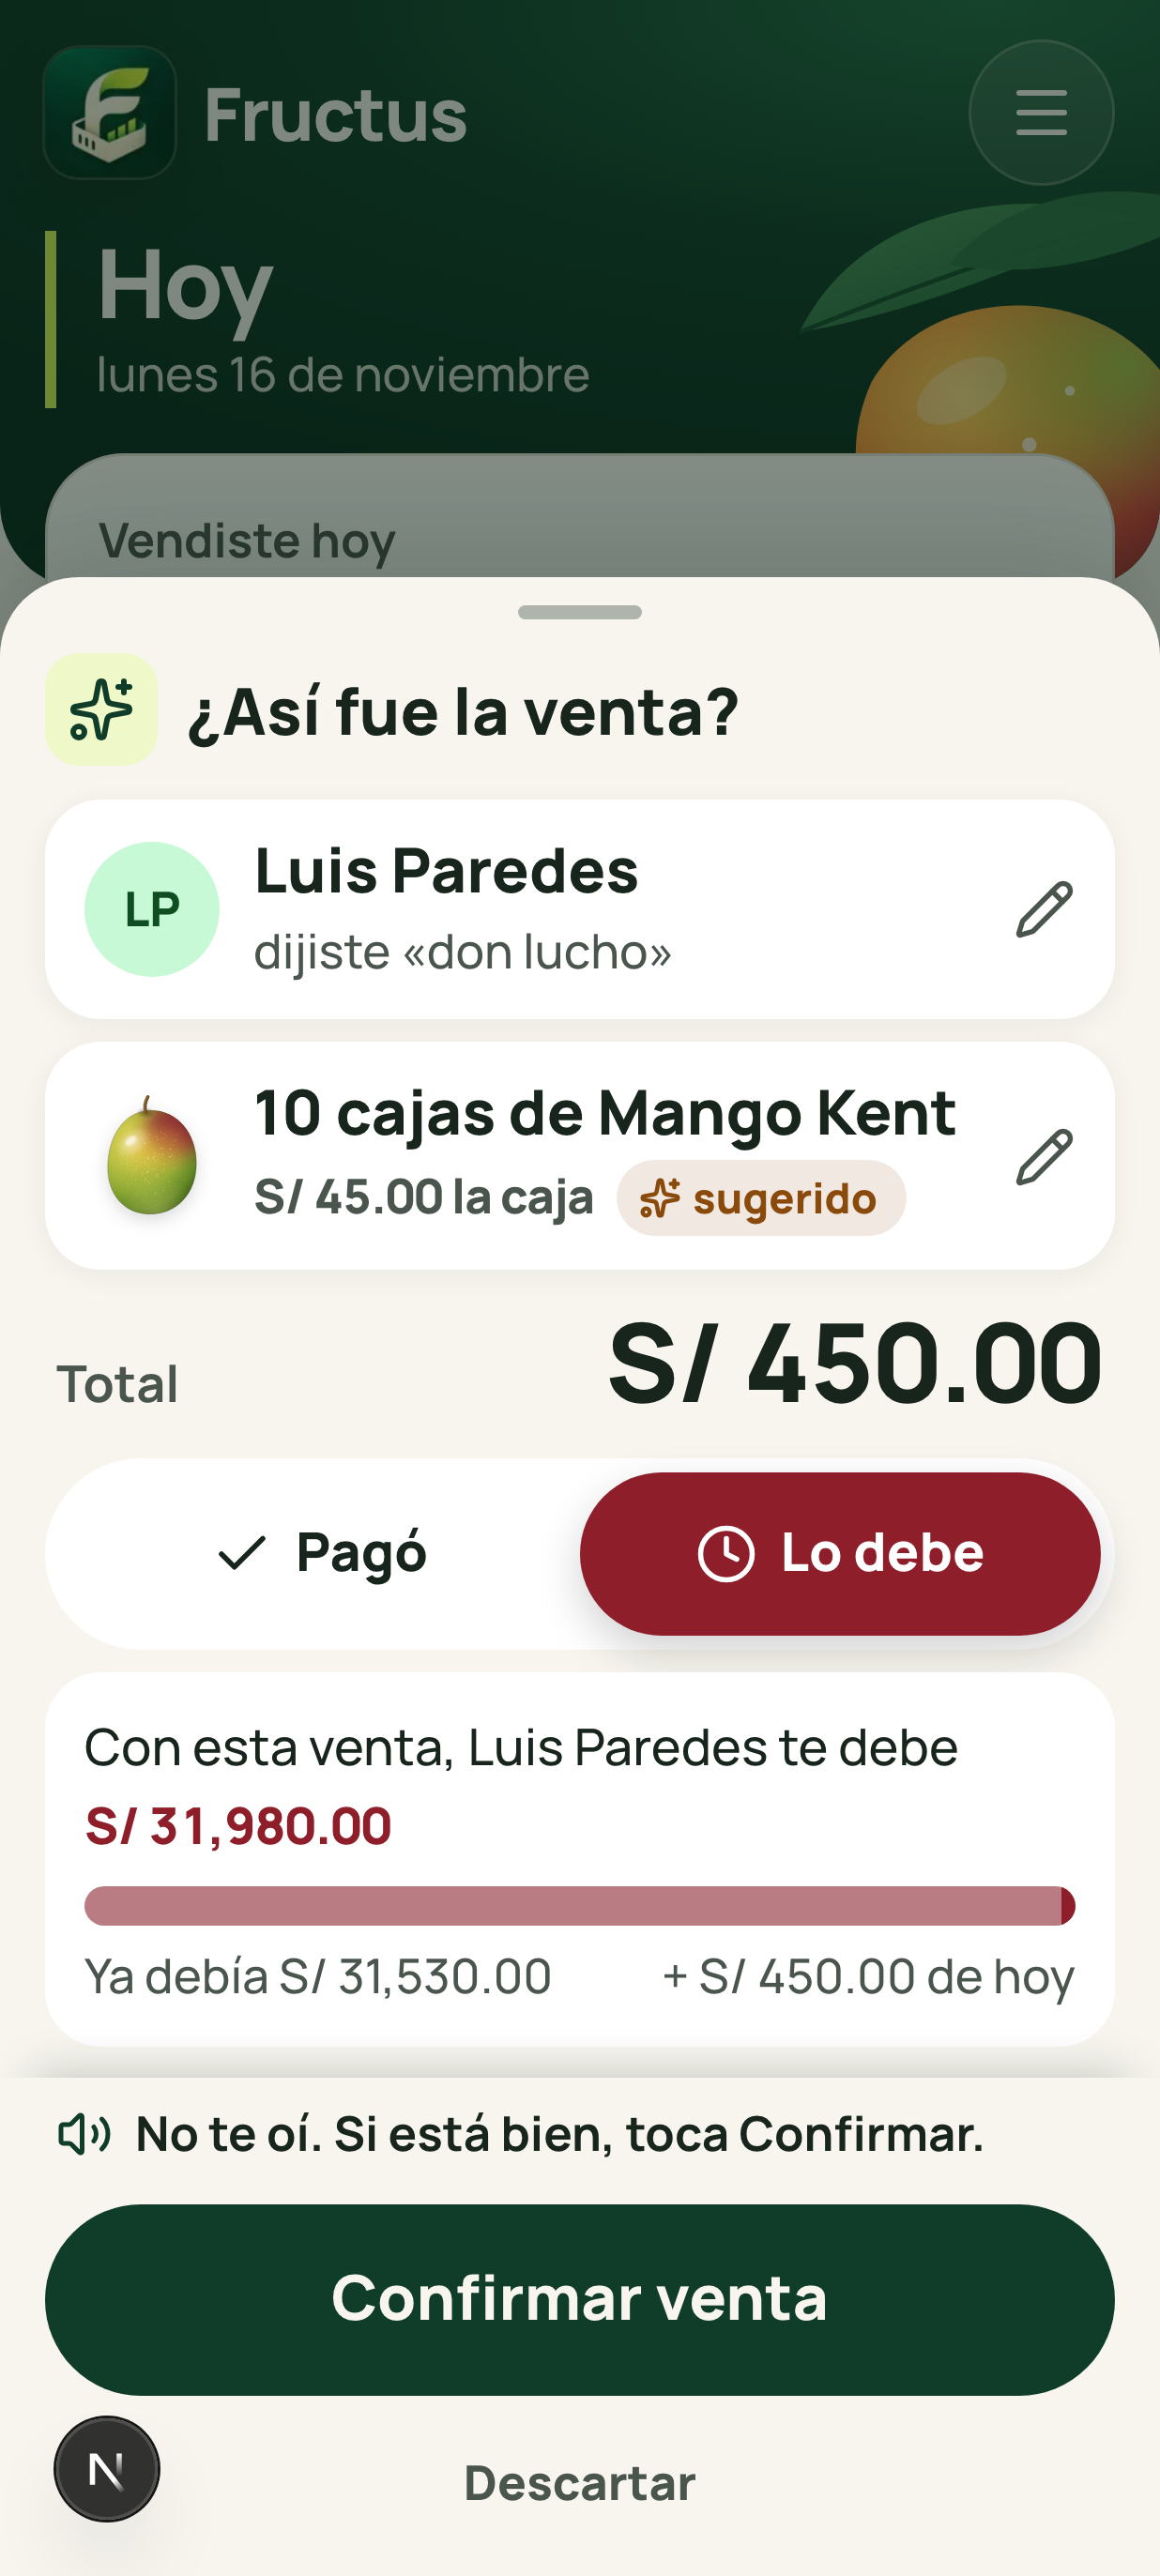 Fructus
Hoy
lunes 16 de noviembre
Vendiste hoy
¿Así fue la venta?
LP
Luis Paredes
dijiste «don lucho»
10 cajas de Mango Kent
S/ 45.00 la caja
sugerido
Total
S/ 450.00
Pagó
Lo debe
Con esta venta, Luis Paredes te debe
S/ 31,980.00
Ya debía S/ 31,530.00
+ S/ 450.00 de hoy
No te oí. Si está bien, toca Confirmar.
Confirmar venta
N
Descartar